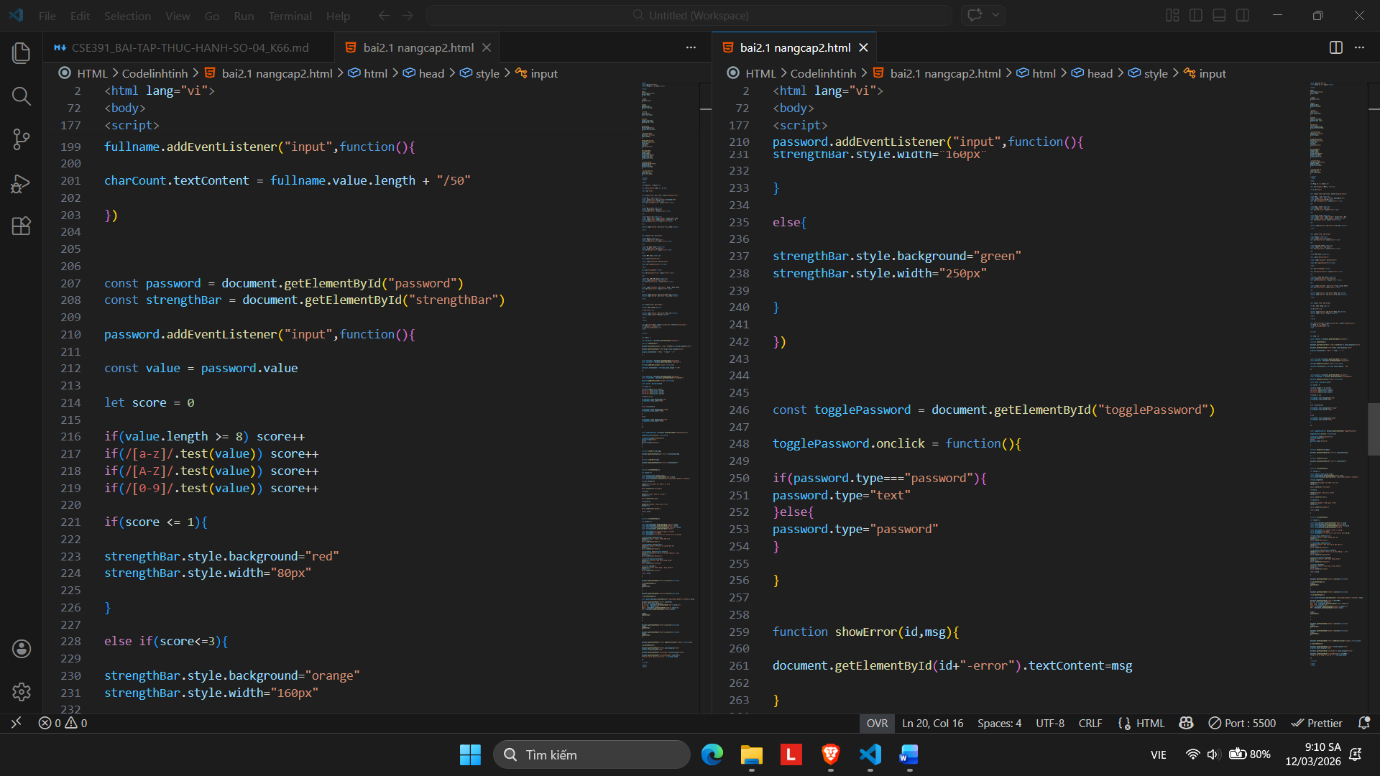 File Edit Selection View Go Run Terminal Help
Untitled (Workspace)
CSE391_BAI-TAP-THUC-HANH-SO-04_K66.md
bai2.1 nangcap2.html
HTML > Codelinhtinh > bai2.1 nangcap2.html > html > head > style > input
2 <html lang="vi">
72 <body>
177 <script>
199 fullname.addEventListener("input",function(){
200
201 charCount.textContent = fullname.value.length + "/50"
202
203 })
204
205
206
207 const password = document.getElementById("password")
208 const strengthBar = document.getElementById("strengthBar")
209
210 password.addEventListener("input",function(){
211
212 const value = password.value
213
214 let score = 0
215
216 if(value.length >= 8) score++
217 if(/[a-z]/.test(value)) score++
218 if(/[A-Z]/.test(value)) score++
219 if(/[0-9]/.test(value)) score++
220
221 if(score <= 1){
222
223 strengthBar.style.background="red"
224 strengthBar.style.width="80px"
225
226 }
227
228 else if(score<=3){
229
230 strengthBar.style.background="orange"
231 strengthBar.style.width="160px"
232
bai2.1 nangcap2.html
HTML > Codelinhtinh > bai2.1 nangcap2.html > html > head > style > input
2 <html lang="vi">
72 <body>
177 <script>
210 password.addEventListener("input",function(){
231 strengthBar.style.width="160px"
232
233 }
234
235 else{
236
237 strengthBar.style.background="green"
238 strengthBar.style.width="250px"
239
240 }
241
242 })
243
244
245
246 const togglePassword = document.getElementById("togglePassword")
247
248 togglePassword.onclick = function(){
249
250 if(password.type==="password"){
251 password.type="text"
252 }else{
253 password.type="password"
254 }
255
256 }
257
258
259 function showError(id,msg){
260
261 document.getElementById(id+"-error").textContent=msg
262
263 }
0 0
OVR Ln 20, Col 16 Spaces: 4 UTF-8 CRLF {} HTML Port : 5500 Prettier
Tìm kiếm
L
W
VIE
80%
9:10 SA
12/03/2026